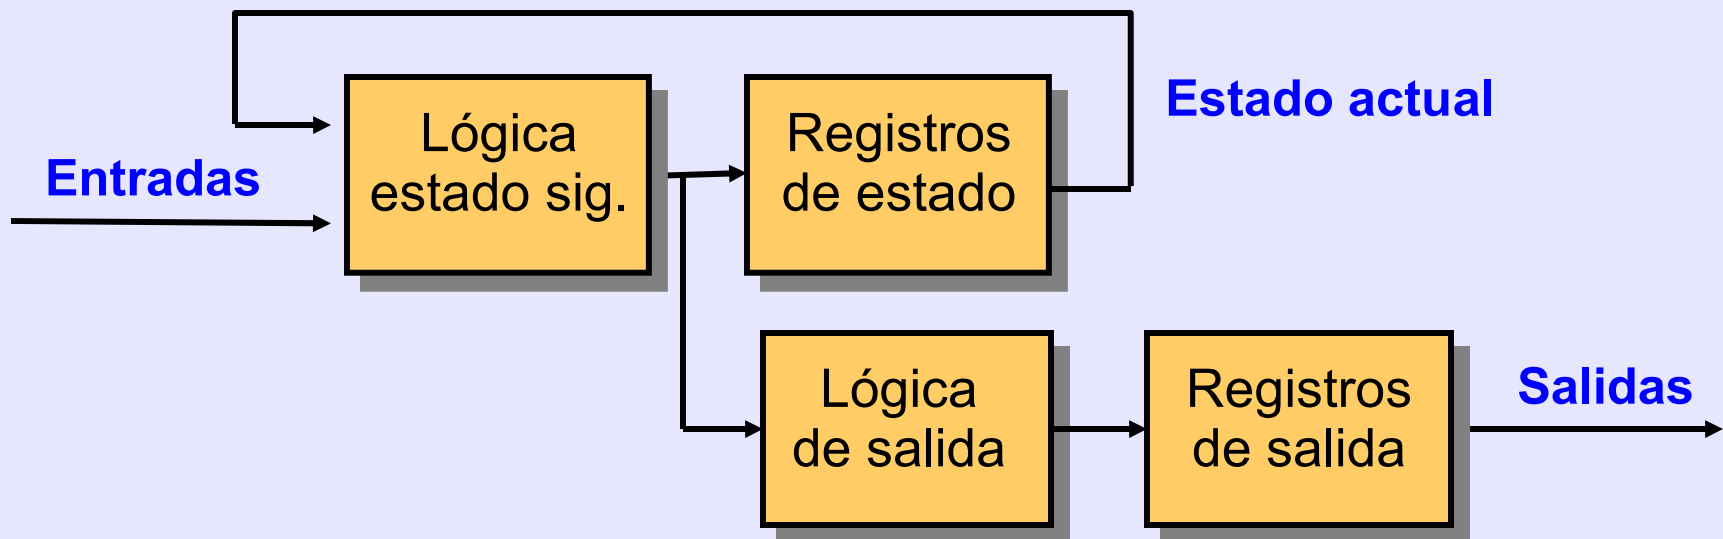 Entradas
Lógica
estado sig.
Registros
de estado
Estado actual
Lógica
de salida
Registros
de salida
Salidas